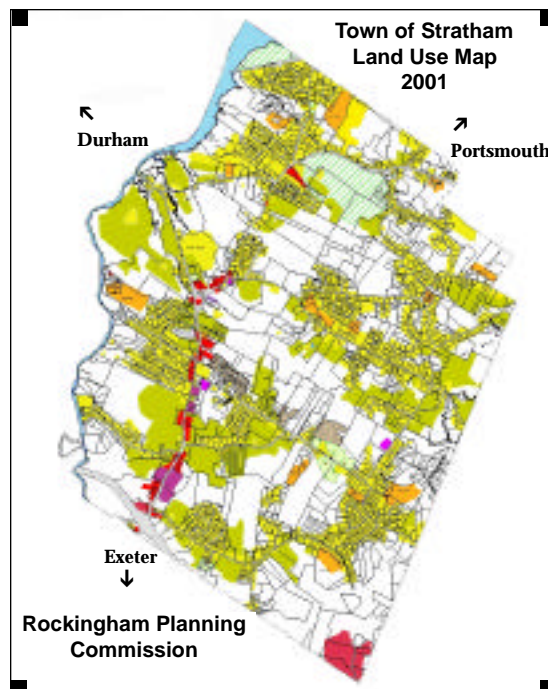 Town of Stratham
Land Use Map
2001
Durham
Portsmouth
Exeter
Rockingham Planning
Commission